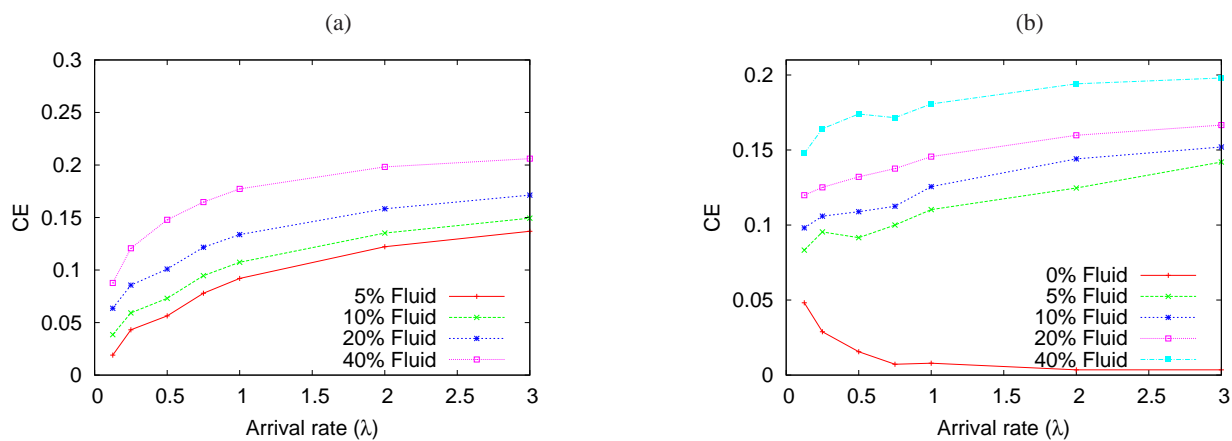 (a)
0.3
0.25
0.2
0.15
0.1
0.05
0
CE
5% Fluid
10% Fluid
20% Fluid
40% Fluid
0 0.5 1 1.5 2 2.5 3
Arrival rate (λ)
(b)
0.2
0.15
0.1
0.05
0
CE
0% Fluid
5% Fluid
10% Fluid
20% Fluid
40% Fluid
0 0.5 1 1.5 2 2.5 3
Arrival rate (λ)